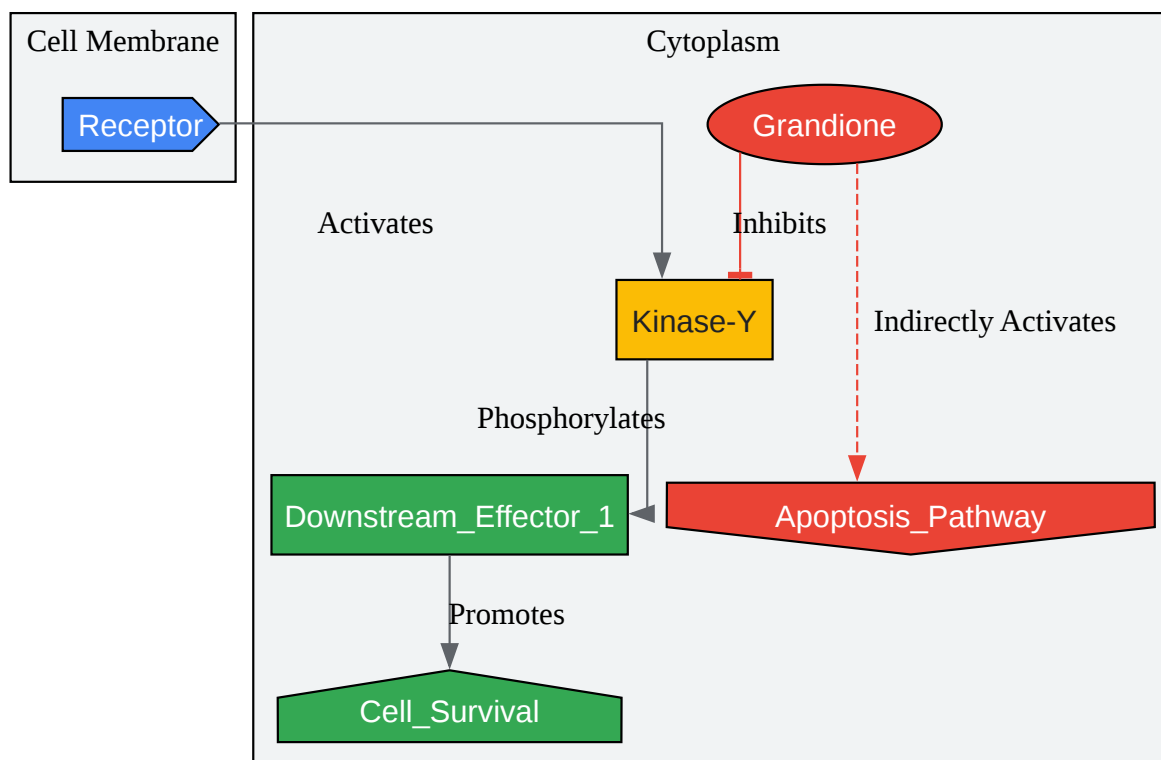 Cell Membrane
Cytoplasm
Receptor
Grandione
Activates
Inhibits
Kinase-Y
Indirectly Activates
Phosphorylates
Downstream_Effector_1
Apoptosis_Pathway
Promotes
Cell_Survival